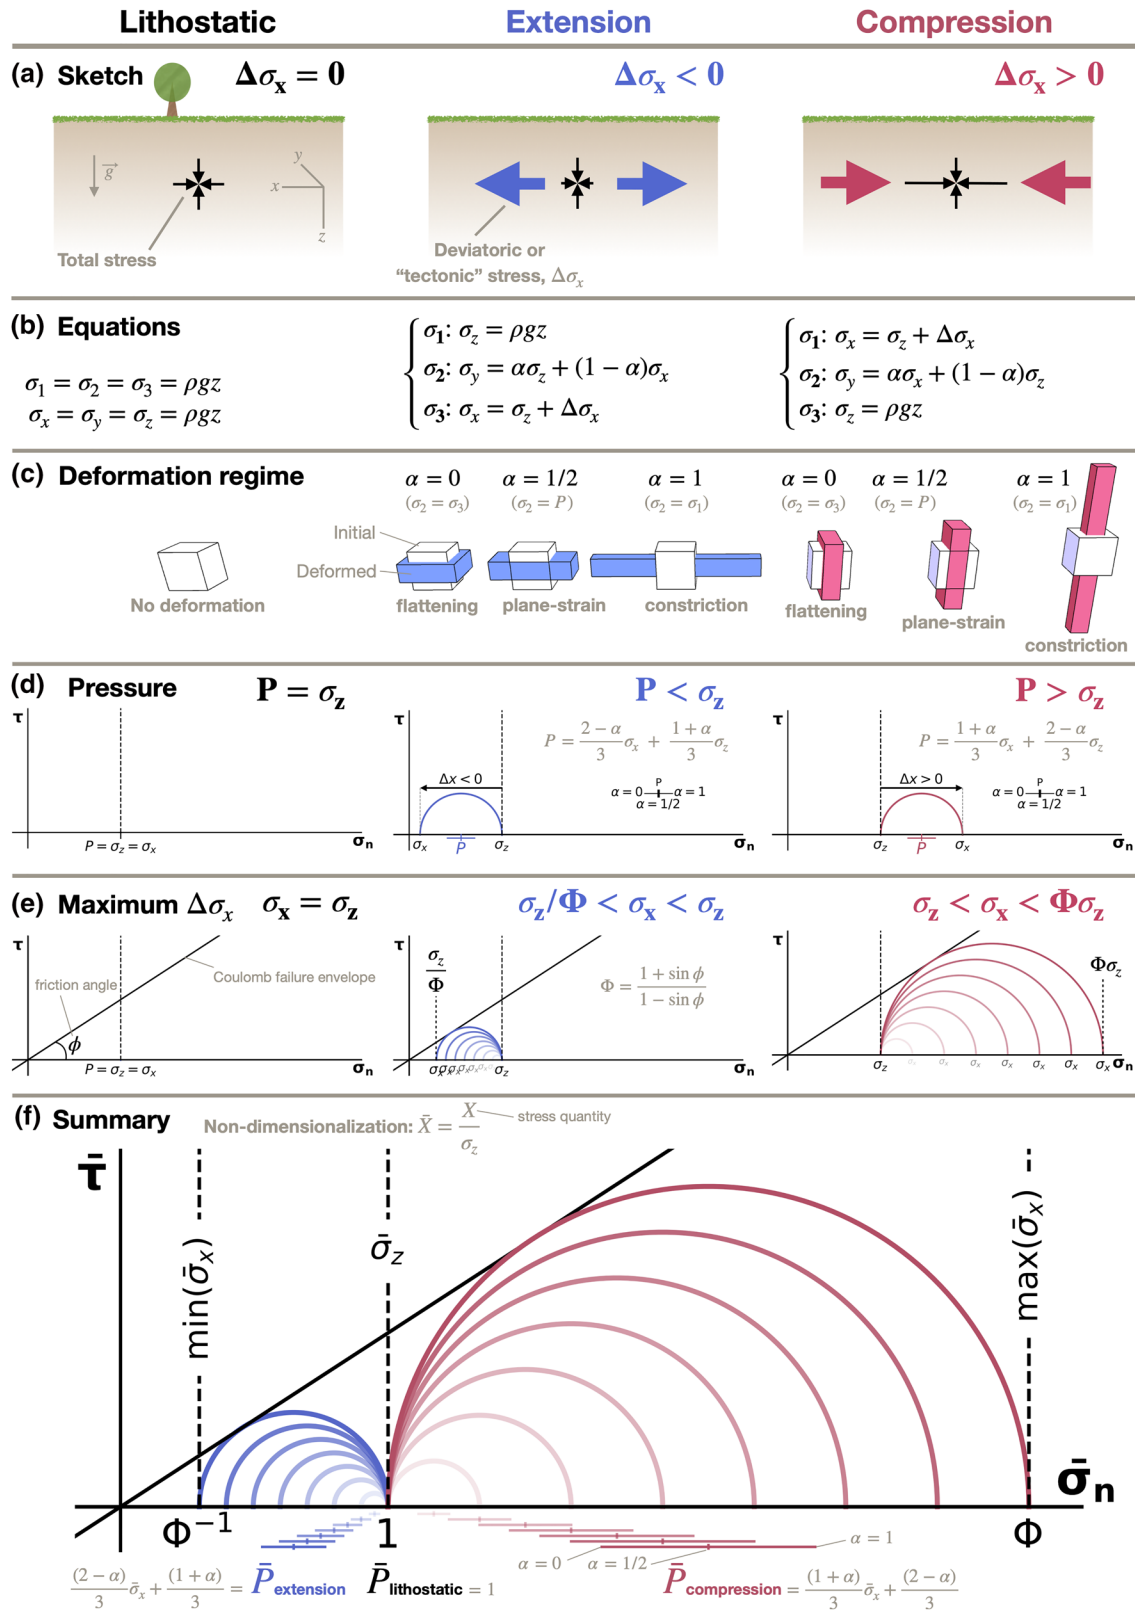 Lithostatic Extension Compression
(a) Sketch Δσx = 0 Δσx < 0 Δσx > 0
g⃗ y x z
Total stress
Deviatoric or
“tectonic” stress, Δσx
(b) Equations
σ1 = σ2 = σ3 = ρgz
σx = σy = σz = ρgz
σ1: σz = ρgz
σ2: σy = ασz + (1 − α)σx
σ3: σx = σz + Δσx
σ1: σx = σz + Δσx
σ2: σy = ασx + (1 − α)σz
σ3: σz = ρgz
(c) Deformation regime
No deformation
α = 0 α = 1/2 α = 1 α = 0 α = 1/2 α = 1
(σ2 = σ3) (σ2 = P) (σ2 = σ1) (σ2 = σ3) (σ2 = P) (σ2 = σ1)
Initial
Deformed
flattening plane-strain constriction
flattening plane-strain constriction
(d) Pressure P = σz P < σz P > σz
τ
P = σz = σx σn
τ
P = (2 − α)/3 σx + (1 + α)/3 σz
Δx < 0
P
α = 0 α = 1
α = 1/2
σx P σz σn
τ
P = (1 + α)/3 σx + (2 − α)/3 σz
Δx > 0
P
α = 0 α = 1
α = 1/2
σz P σx σn
(e) Maximum Δσx σx = σz σz/Φ < σx < σz σz < σx < Φσz
τ
friction angle
Coulomb failure envelope
ϕ
P = σz = σx σn
τ
σz/Φ
Φ = (1 + sin ϕ)/(1 − sin ϕ)
σx σx σx σx σx σz σn
τ
Φσz
σz σx σx σx σx σx σx σx σn
(f) Summary
Non-dimensionalization: X̄ = X/σz
stress quantity
τ̄
min(σ̄x)
σ̄z
max(σ̄x)
σ̄n
Φ⁻¹ 1 Φ
α = 0 α = 1/2 α = 1
(2 − α)/3 σ̄x + (1 + α)/3 = P̄extension
P̄lithostatic = 1
P̄compression = (1 + α)/3 σ̄x + (2 − α)/3